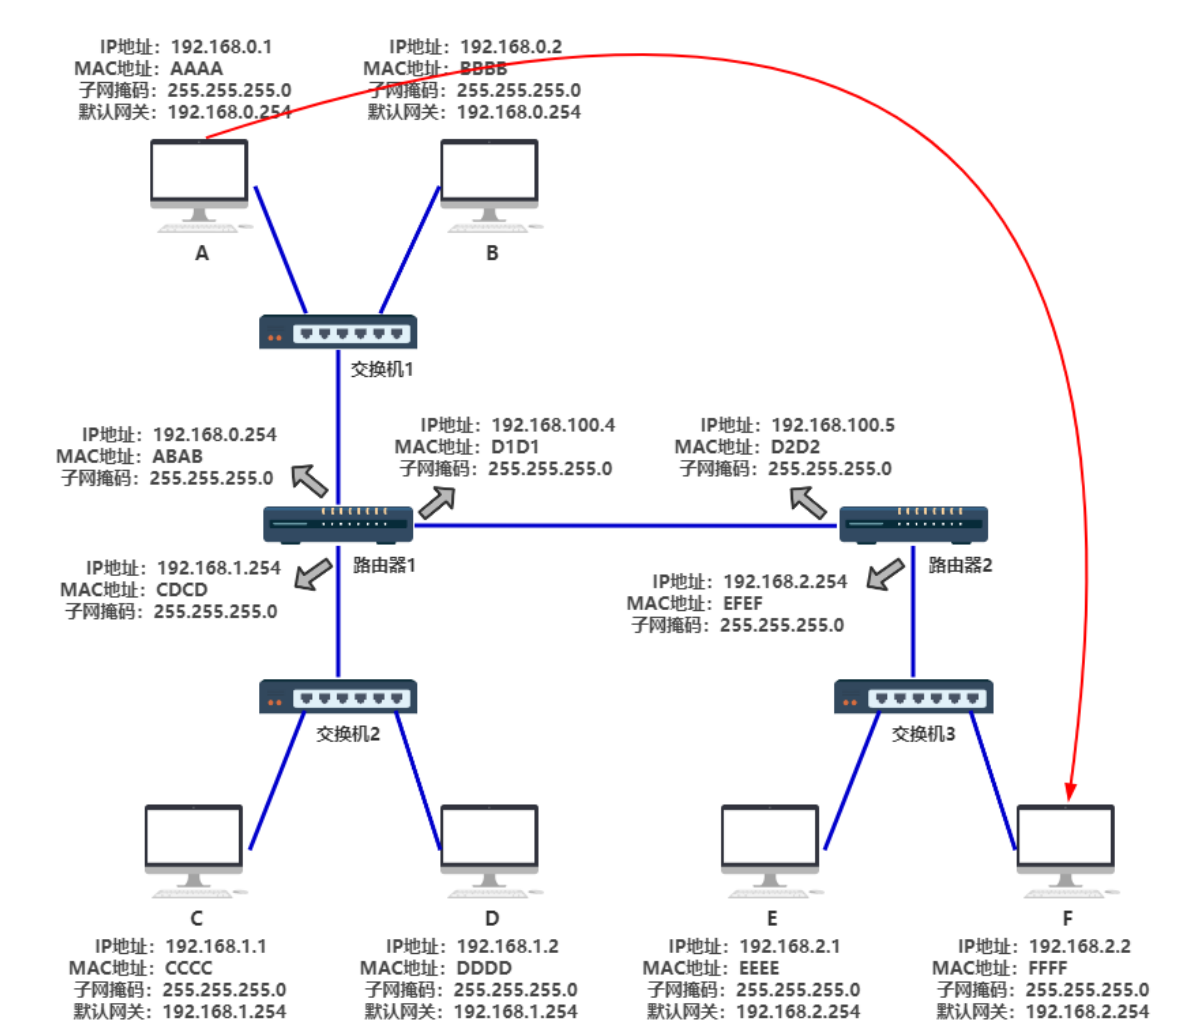 IP地址：192.168.0.1
MAC地址：AAAA
子网掩码：255.255.255.0
默认网关：192.168.0.254
A
IP地址：192.168.0.2
MAC地址：BBBB
子网掩码：255.255.255.0
默认网关：192.168.0.254
B
交换机1
IP地址：192.168.0.254
MAC地址：ABAB
子网掩码：255.255.255.0
IP地址：192.168.100.4
MAC地址：D1D1
子网掩码：255.255.255.0
IP地址：192.168.100.5
MAC地址：D2D2
子网掩码：255.255.255.0
路由器1
路由器2
IP地址：192.168.1.254
MAC地址：CDCD
子网掩码：255.255.255.0
IP地址：192.168.2.254
MAC地址：EFEF
子网掩码：255.255.255.0
交换机2
交换机3
C
IP地址：192.168.1.1
MAC地址：CCCC
子网掩码：255.255.255.0
默认网关：192.168.1.254
D
IP地址：192.168.1.2
MAC地址：DDDD
子网掩码：255.255.255.0
默认网关：192.168.1.254
E
IP地址：192.168.2.1
MAC地址：EEEE
子网掩码：255.255.255.0
默认网关：192.168.2.254
F
IP地址：192.168.2.2
MAC地址：FFFF
子网掩码：255.255.255.0
默认网关：192.168.2.254